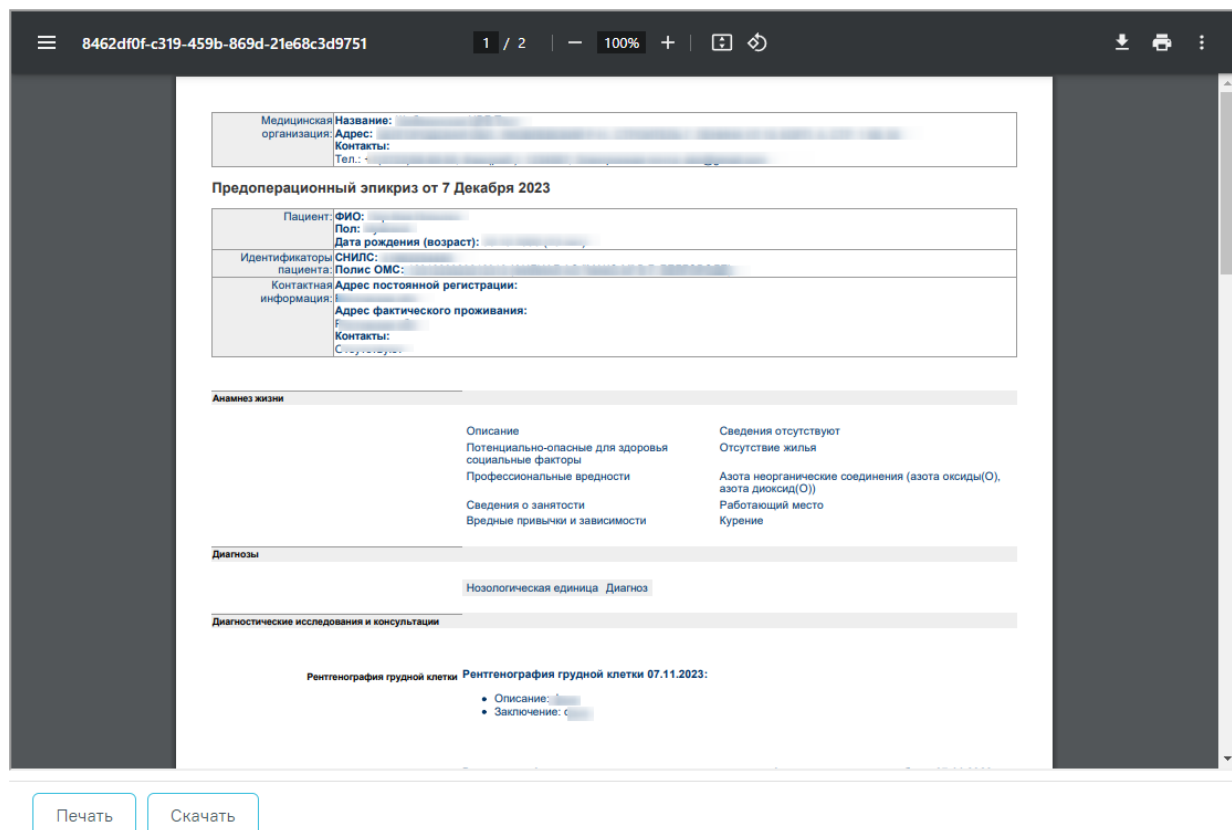 8462df0f-c319-459b-869d-21e68c3d9751
1 / 2
100%
Медицинская организация:
Название:
Адрес:
Контакты:
Тел.:
Предоперационный эпикриз от 7 Декабря 2023
Пациент:
ФИО:
Пол:
Дата рождения (возраст):
Идентификаторы пациента:
СНИЛС:
Полис ОМС:
Контактная информация:
Адрес постоянной регистрации:
Адрес фактического проживания:
Контакты:
Анамнез жизни
Описание Сведения отсутствуют
Потенциально-опасные для здоровья Отсутствие жилья
социальные факторы
Профессиональные вредности Азота неорганические соединения (азота оксиды(О),
азота диоксид(О))
Сведения о занятости Работающий место
Вредные привычки и зависимости Курение
Диагнозы
Нозологическая единица Диагноз
Диагностические исследования и консультации
Рентгенография грудной клетки Рентгенография грудной клетки 07.11.2023:
Описание:
Заключение:
Печать Скачать